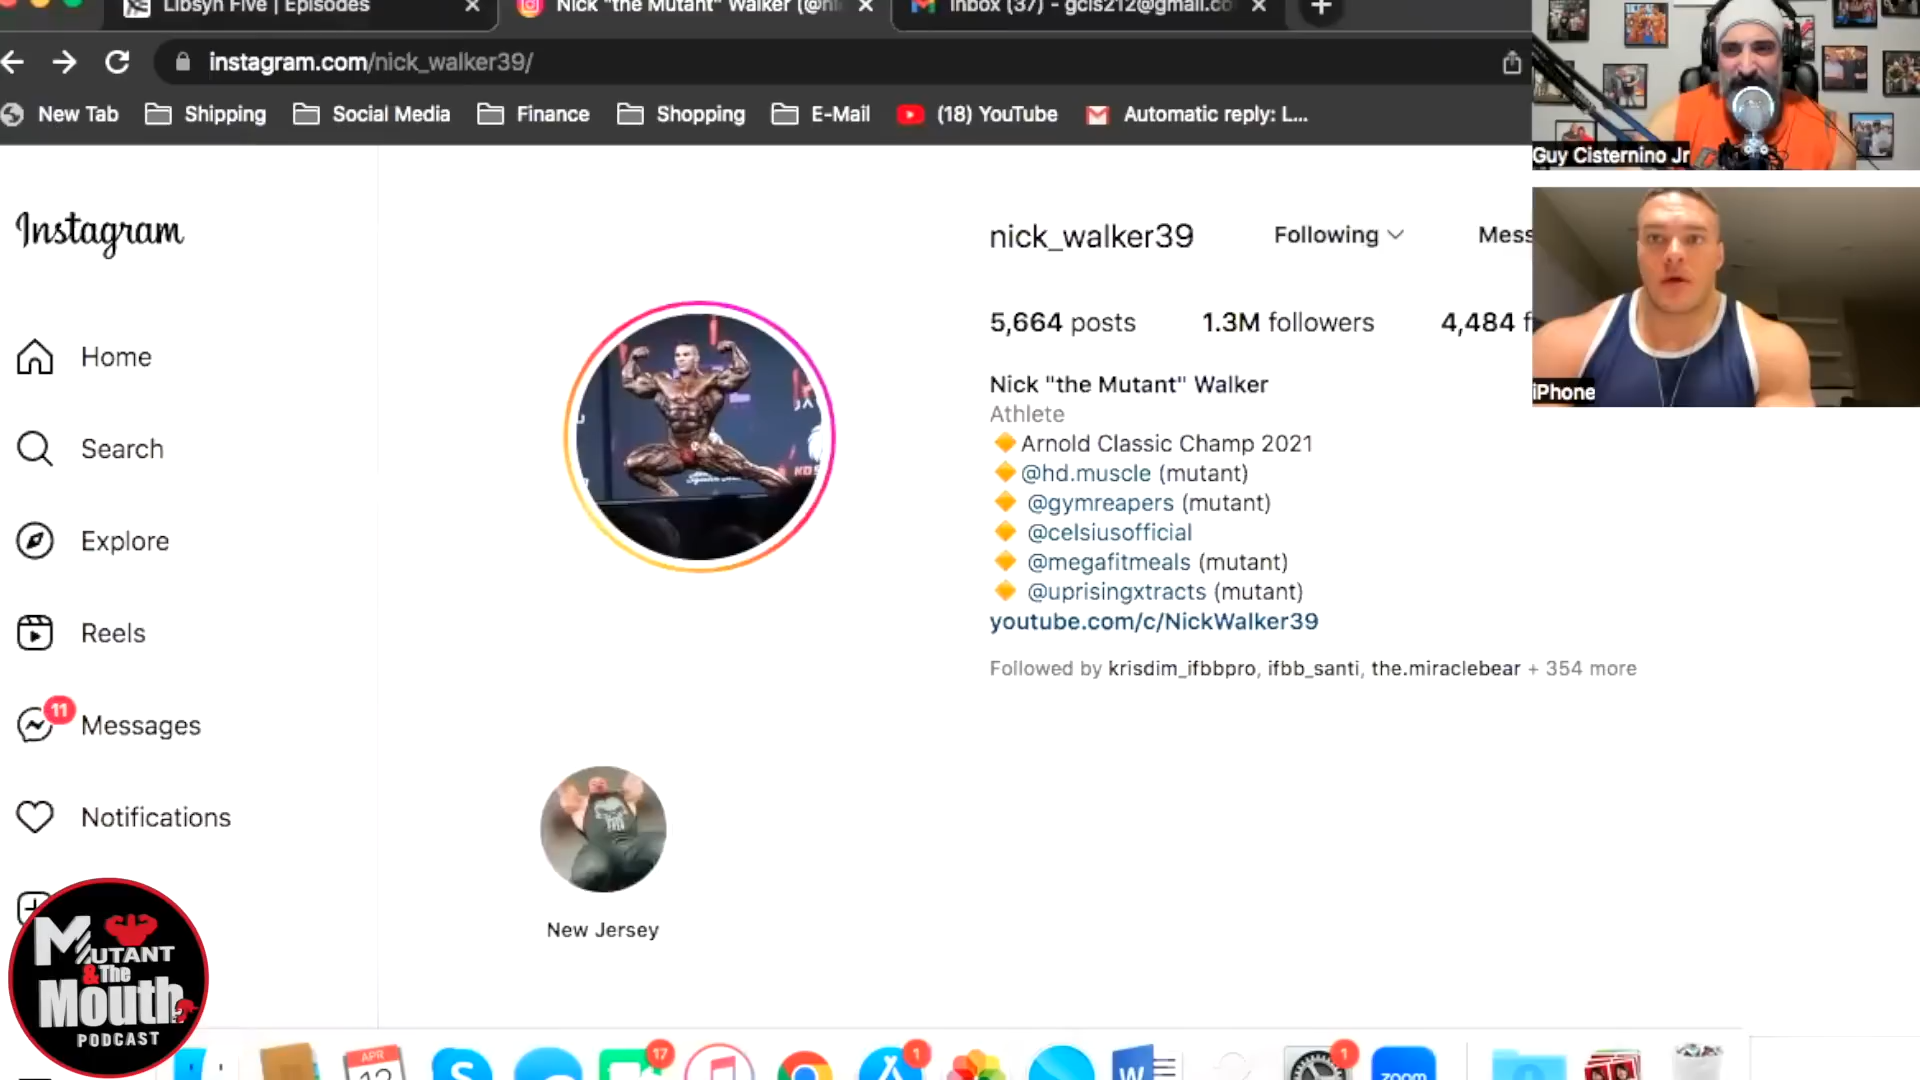 Libsyn Five | Episodes
Nick "the Mutant" Walker (@ni
Inbox (37) - gcis212@gmail.co
instagram.com/nick_walker39/
New Tab
Shipping
Social Media
Finance
Shopping
E-Mail
(18) YouTube
Automatic reply: L...
Guy Cisternino Jr
iPhone
Instagram
Home
Search
Explore
Reels
11
Messages
Notifications
nick_walker39
Following
Mess
5,664 posts
1.3M followers
4,484 f
Nick "the Mutant" Walker
Athlete
🔶Arnold Classic Champ 2021
🔶@hd.muscle (mutant)
🔶 @gymreapers (mutant)
🔶 @celsiusofficial
🔶 @megafitmeals (mutant)
🔶 @uprisingxtracts (mutant)
youtube.com/c/NickWalker39
Followed by krisdim_ifbbpro, ifbb_santi, the.miraclebear + 354 more
New Jersey
MUTANT
&The
Mouth
PODCAST
APR
12
17
1
W
1
zoom